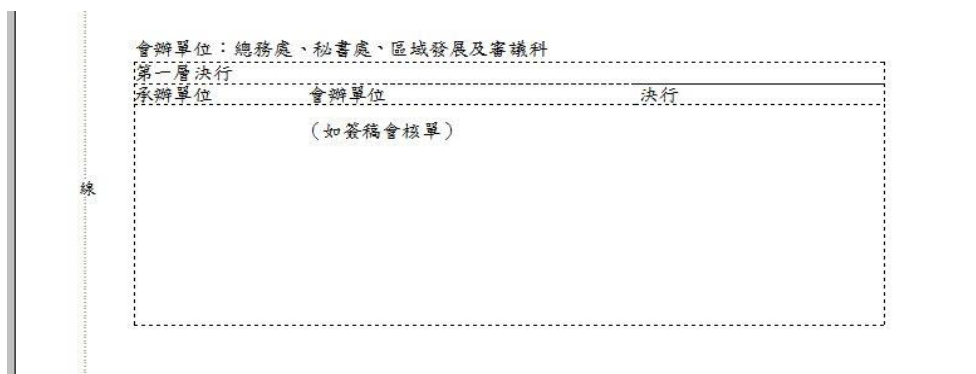 會辦單位：總務處、秘書處、區域發展及審議科
第一層決行
承辦單位 會辦單位 決行
（如簽稿會核單）
線